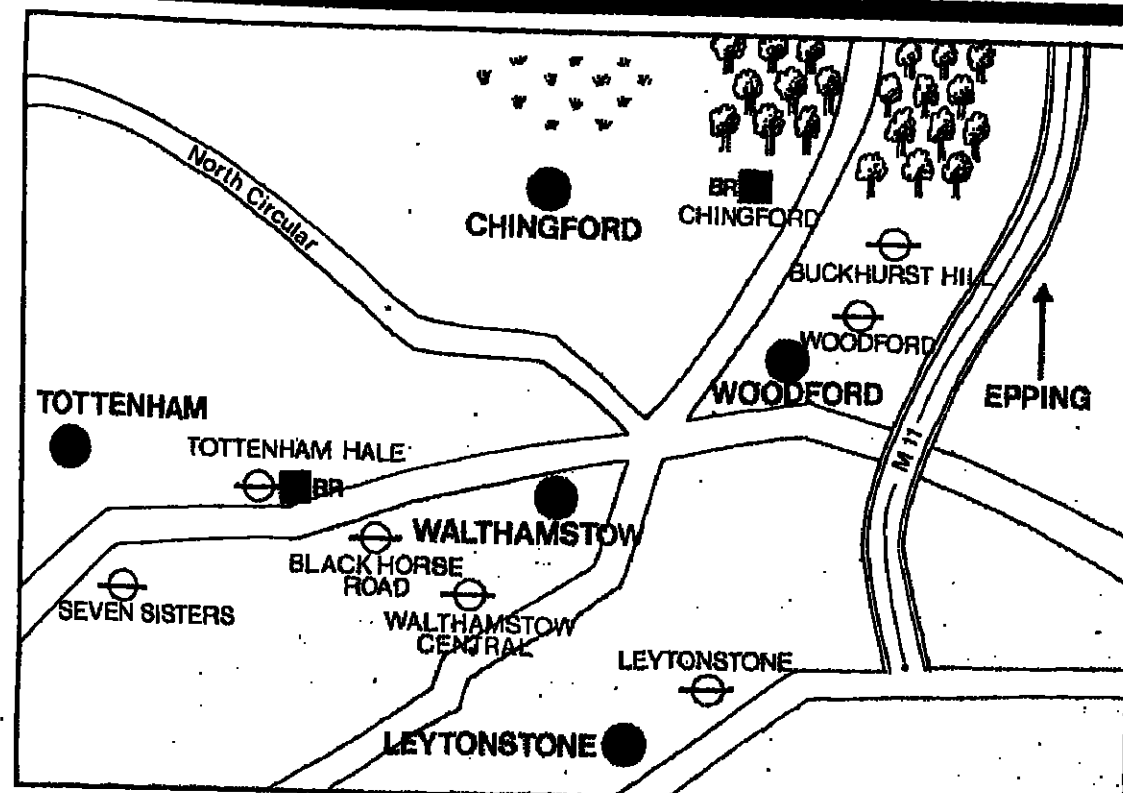 North Circular
CHINGFORD
BR
CHINGFORD
BUCKHURST HILL
WOODFORD
WOODFORD
EPPING
TOTTENHAM
TOTTENHAM HALE
BR
M 11
WALTHAMSTOW
BLACK HORSE
ROAD
SEVEN SISTERS
WALTHAMSTOW
CENTRAL
LEYTONSTONE
LEYTONSTONE